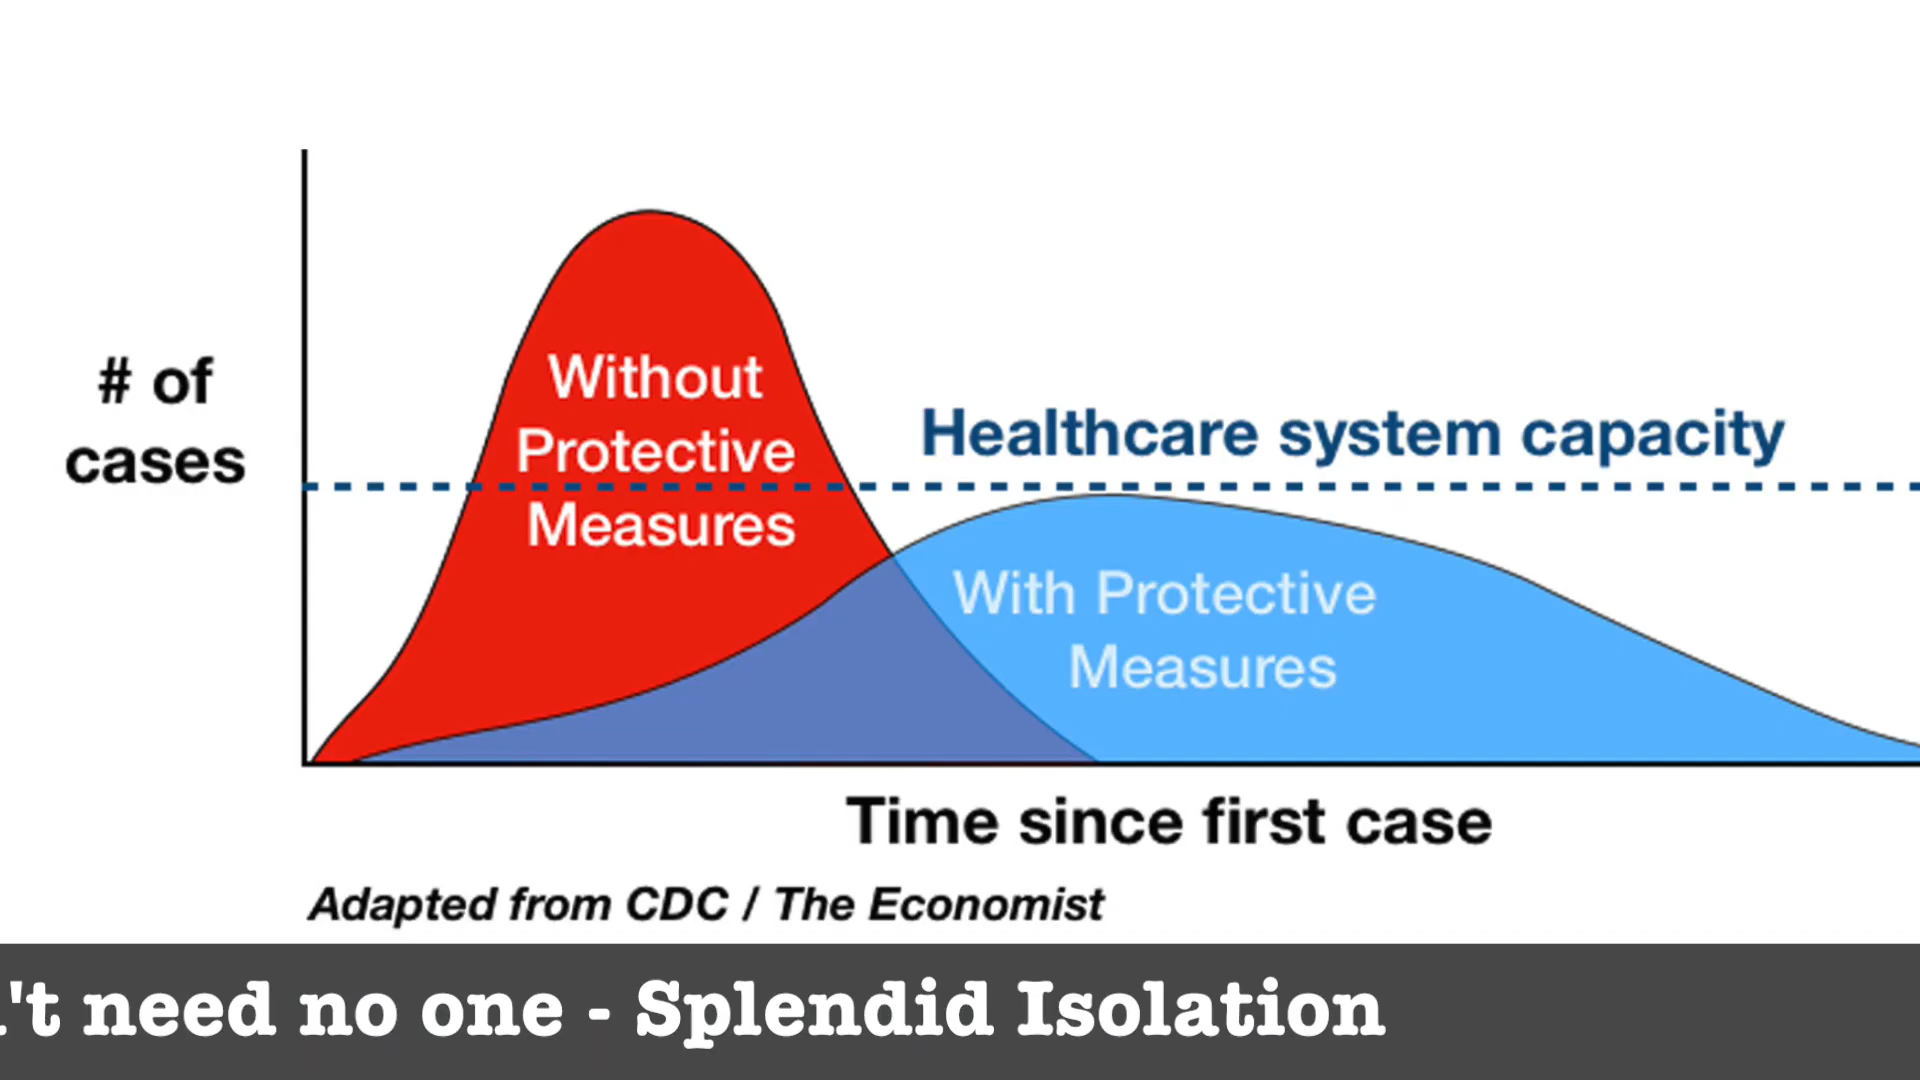 # of
cases
Without
Protective
Measures
Healthcare system capacity
With Protective
Measures
Time since first case
Adapted from CDC / The Economist
't need no one - Splendid Isolation